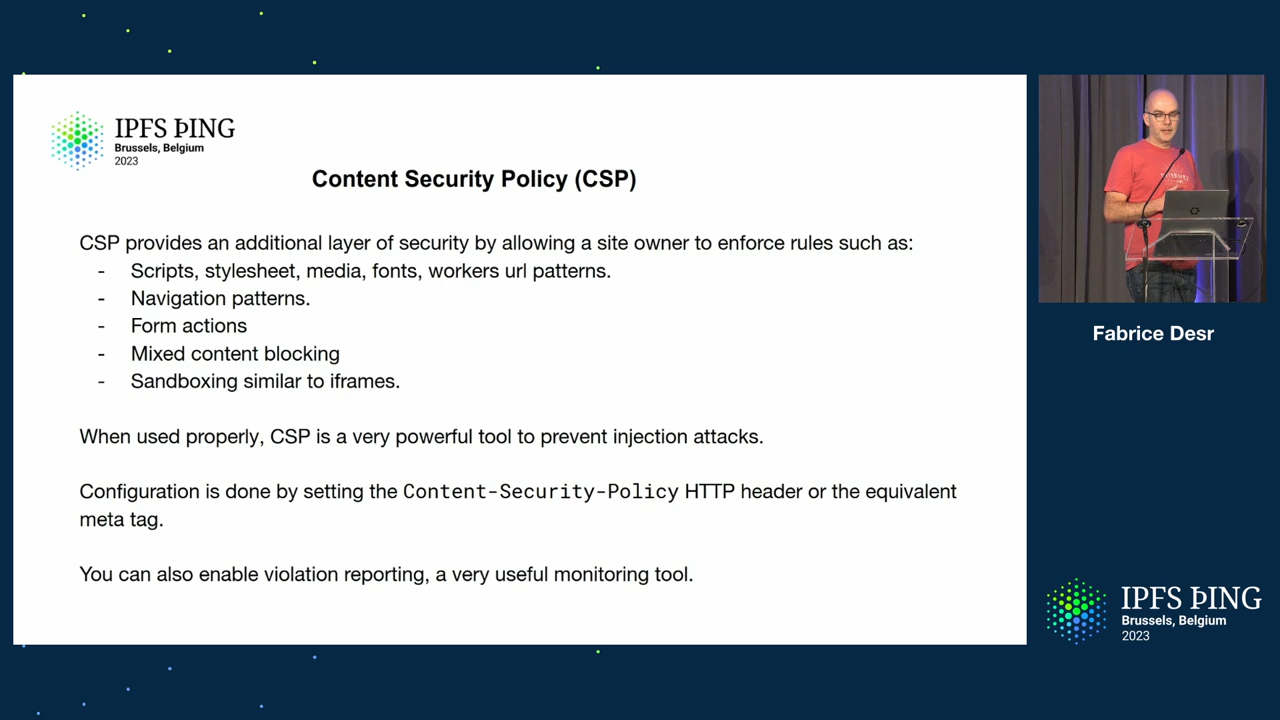 IPFS ÞING
Brussels, Belgium
2023
Content Security Policy (CSP)
CSP provides an additional layer of security by allowing a site owner to enforce rules such as:
- Scripts, stylesheet, media, fonts, workers url patterns.
- Navigation patterns.
- Form actions
- Mixed content blocking
- Sandboxing similar to iframes.
When used properly, CSP is a very powerful tool to prevent injection attacks.
Configuration is done by setting the Content-Security-Policy HTTP header or the equivalent
meta tag.
You can also enable violation reporting, a very useful monitoring tool.
Fabrice Desr
IPFS ÞING
Brussels, Belgium
2023